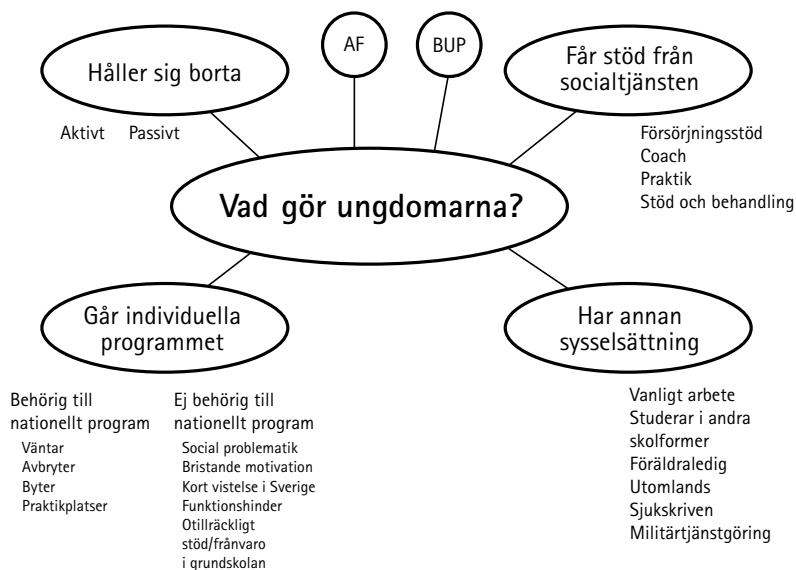 Håller sig borta
Aktivt Passivt
AF
BUP
Får stöd från
socialtjänsten
Försörjningsstöd
Coach
Praktik
Stöd och behandling
Vad gör ungdomarna?
Går individuella
programmet
Behörig till
nationellt program
Väntar
Avbryter
Byter
Praktikplatser
Ej behörig till
nationellt program
Social problematik
Bristande motivation
Kort vistelse i Sverige
Funktionshinder
Otillräckligt
stöd/frånvaro
i grundskolan
Har annan
sysselsättning
Vanligt arbete
Studerar i andra
skolformer
Föräldraledig
Utomlands
Sjukskriven
Militärtjänstgöring